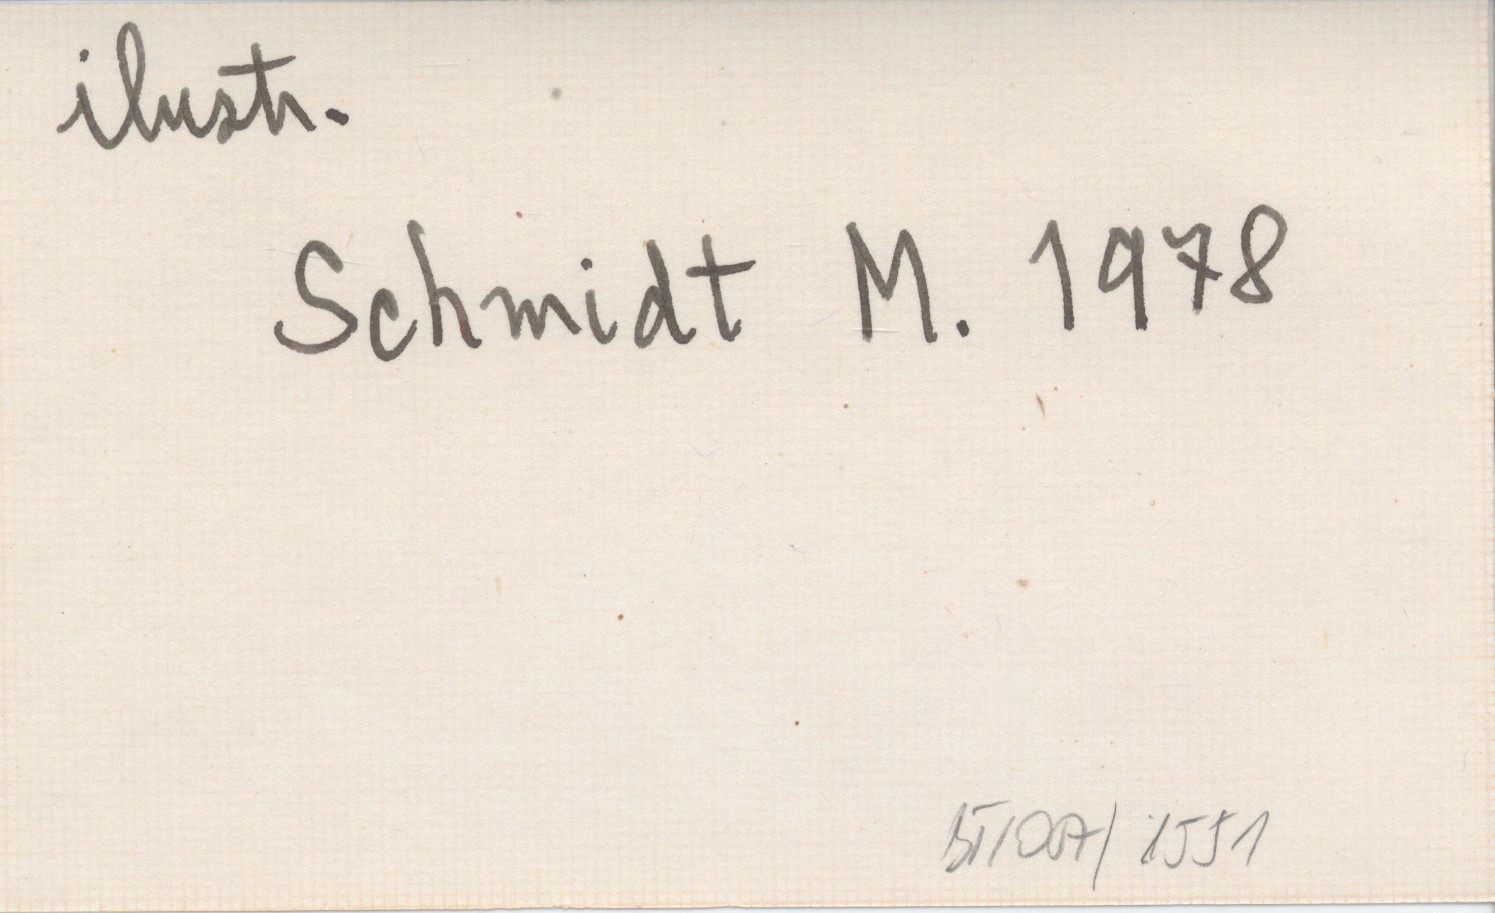 ilustr.
Schmidt M. 1978
BT/007/1551